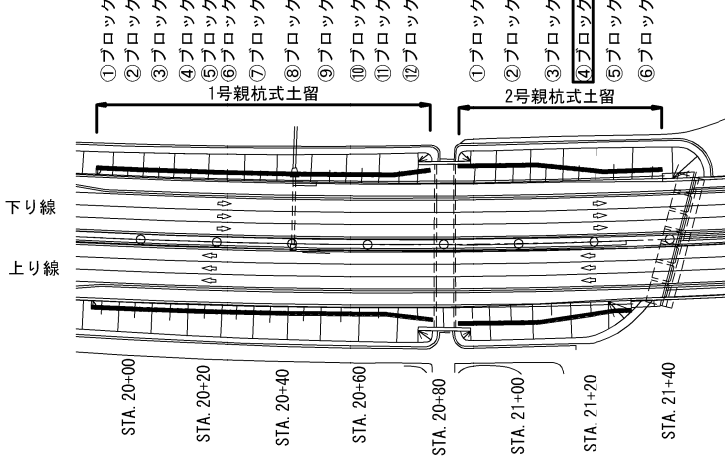 ①ブロック
②ブロック
③ブロック
④ブロック
⑤ブロック
⑥ブロック
⑦ブロック
⑧ブロック
⑨ブロック
⑩ブロック
⑪ブロック
⑫ブロック
①ブロック
②ブロック
③ブロック
④ブロック
⑤ブロック
⑥ブロック
1号親杭式土留
2号親杭式土留
下り線
上り線
STA. 20+00
STA. 20+20
STA. 20+40
STA. 20+60
STA. 20+80
STA. 21+00
STA. 21+20
STA. 21+40